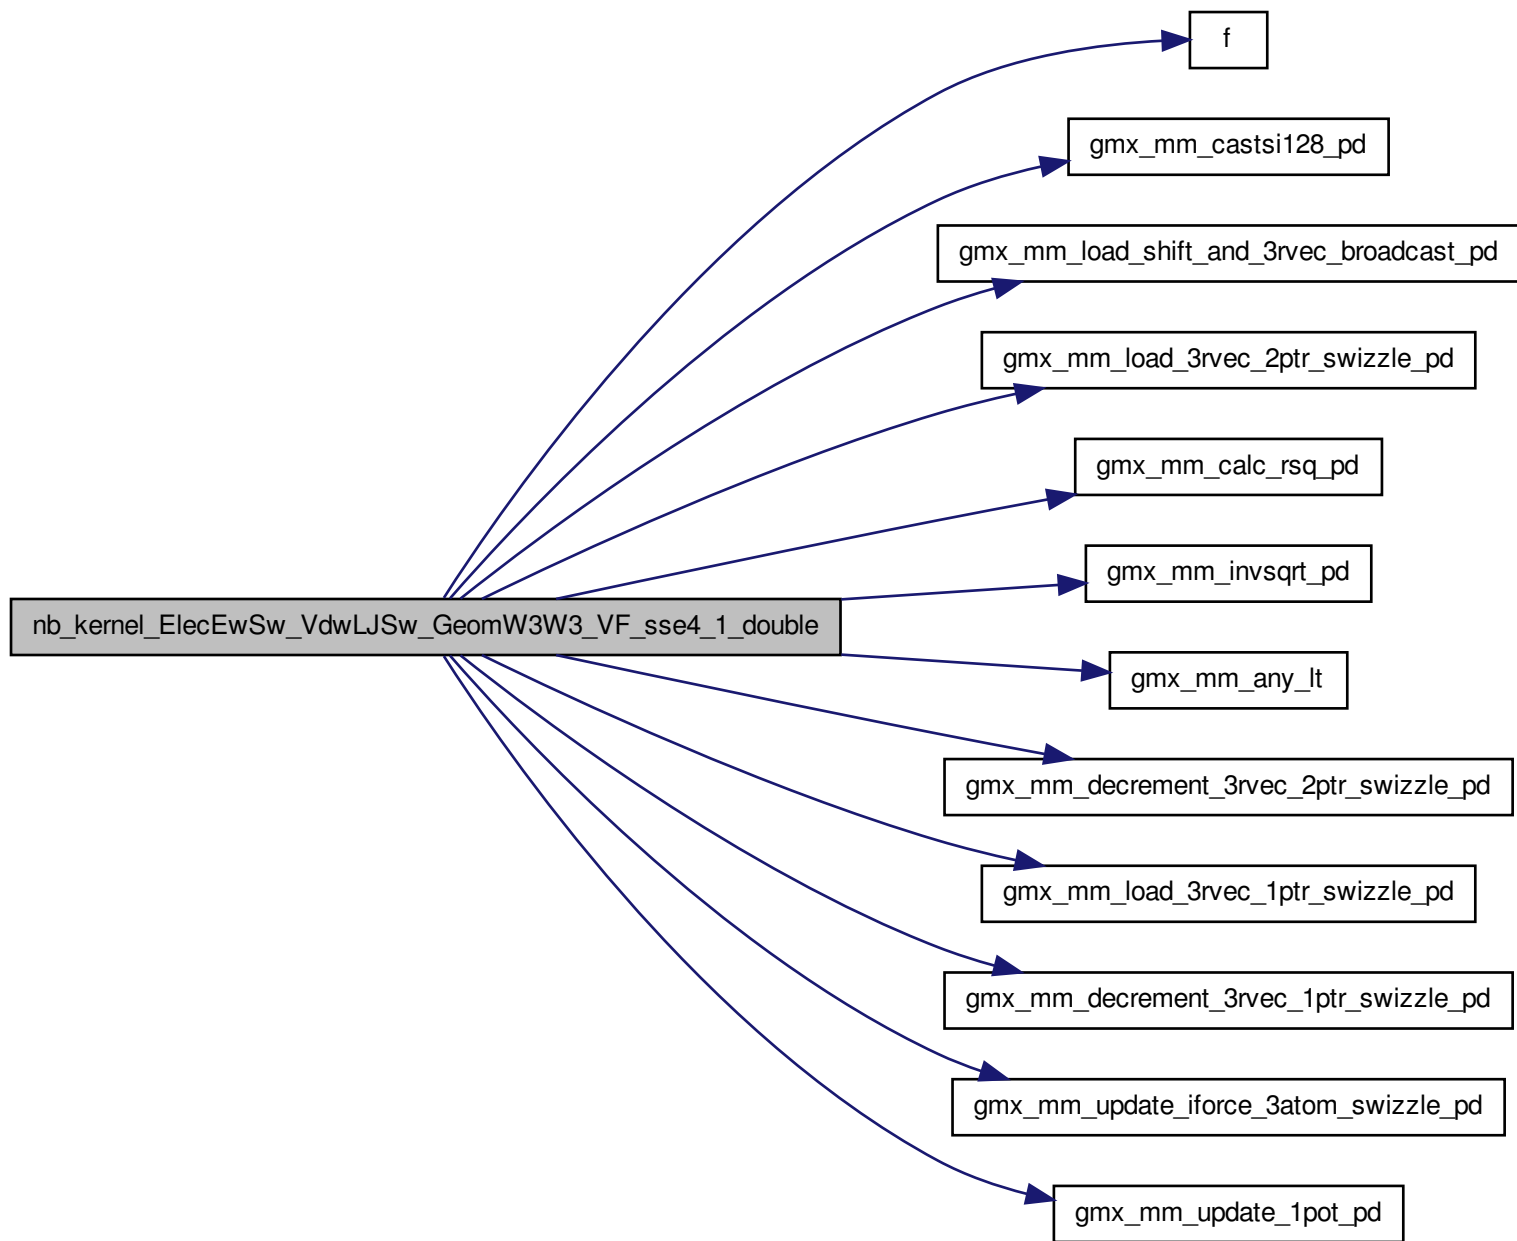 f
gmx_mm_castsi128_pd
gmx_mm_load_shift_and_3rvec_broadcast_pd
gmx_mm_load_3rvec_2ptr_swizzle_pd
gmx_mm_calc_rsq_pd
gmx_mm_invsqrt_pd
nb_kernel_ElecEwSw_VdwLJSw_GeomW3W3_VF_sse4_1_double
gmx_mm_any_lt
gmx_mm_decrement_3rvec_2ptr_swizzle_pd
gmx_mm_load_3rvec_1ptr_swizzle_pd
gmx_mm_decrement_3rvec_1ptr_swizzle_pd
gmx_mm_update_iforce_3atom_swizzle_pd
gmx_mm_update_1pot_pd